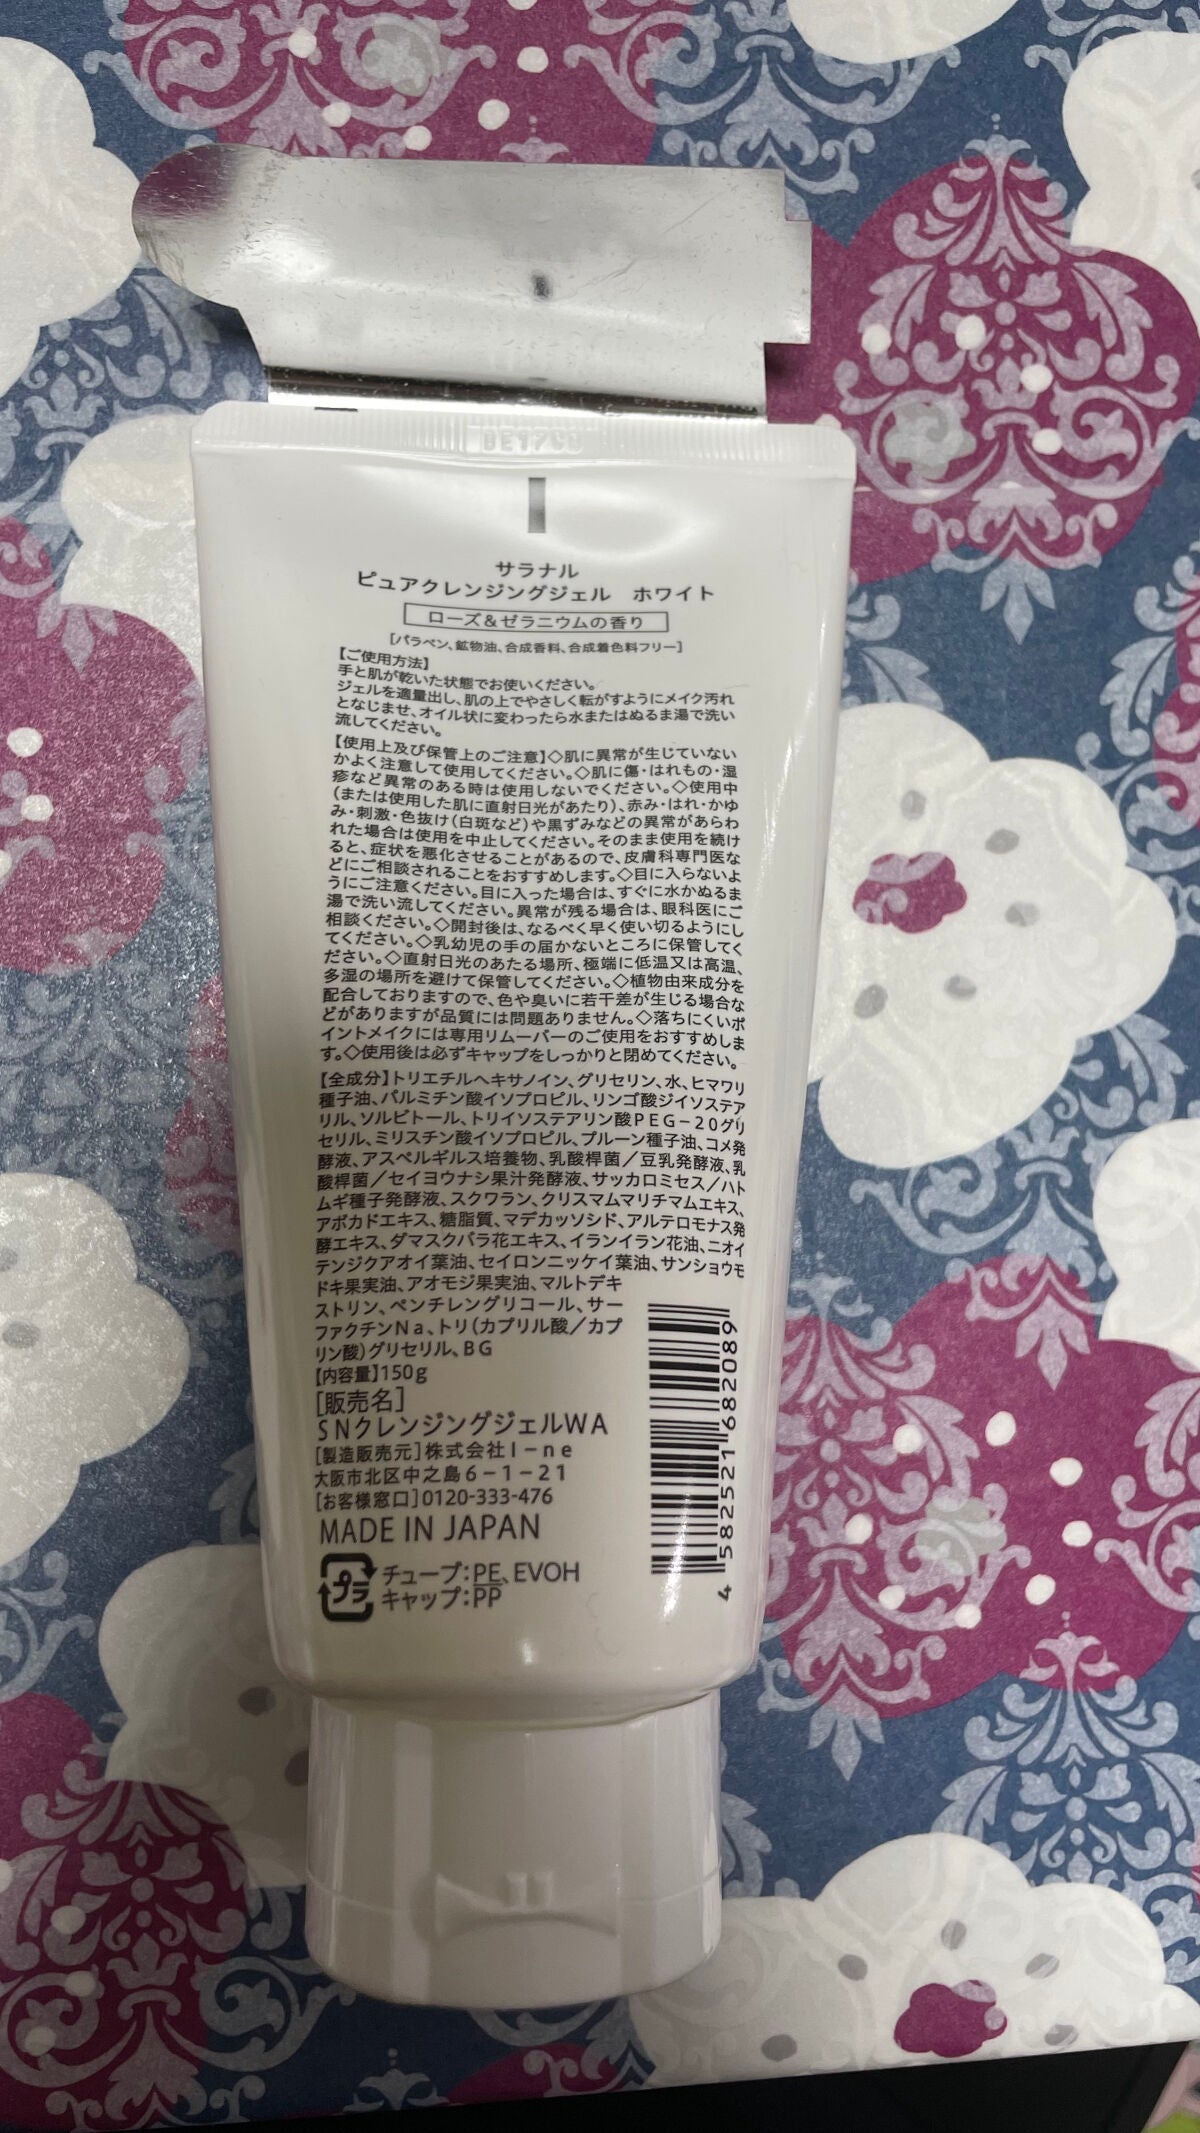 サラナル
ピュアクレンジングジェル ホワイト
ローズ&ゼラニウムの香り
[パラベン、鉱物油、合成香料、合成着色料フリー]
【ご使用方法】
手と肌が乾いた状態でお使いください。
ジェルを適量出し、肌の上でやさしく転がすようにメイク汚れ
となじませ、オイル状に変わったら水またはぬるま湯で洗い
流してください。
【使用上及び保管上のご注意】◇肌に異常が生じていない
かよく注意して使用してください。◇肌に傷・はれもの・湿
疹など異常のある時は使用しないでください。◇使用中
(または使用した肌に直射日光があたり)、赤み・はれ・かゆ
み・刺激・色抜け(白斑など)や黒ずみなどの異常があらわ
れた場合は使用を中止してください。そのまま使用を続け
ると、症状を悪化させることがあるので、皮膚科専門医な
どにご相談されることをおすすめします。◇目に入らないよ
うにご注意ください。目に入った場合は、すぐに水かぬるま
湯で洗い流してください。異常が残る場合は、眼科医にご
相談ください。◇開封後は、なるべく早く使い切るようにし
てください。◇乳幼児の手の届かないところに保管してく
ださい。◇直射日光のあたる場所、極端に低温又は高温、
多湿の場所を避けて保管してください。◇植物由来成分を
配合しておりますので、色や臭いに若干差が生じる場合な
どがありますが品質には問題ありません。◇落ちにくいポ
イントメイクには専用リムーバーのご使用をおすすめしま
す。◇使用後は必ずキャップをしっかりと閉めてください。
【全成分】トリエチルヘキサノイン、グリセリン、水、ヒマワリ
種子油、パルミチン酸イソプロピル、リンゴ酸ジイソステア
リル、ソルビトール、トリイソステアリン酸PEG-20グリ
セリル、ミリスチン酸イソプロピル、プルーン種子油、コメ発
酵液、アスペルギルス培養物、乳酸桿菌/豆乳発酵液、乳
酸桿菌/セイヨウナシ果汁発酵液、サッカロミセス/ハト
ムギ種子発酵液、スクワラン、クリスマムマリチマムエキス、
アボカドエキス、糖脂質、マデカッソシド、アルテロモナス発
酵エキス、ダマスクバラ花エキス、イランイラン花油、ニオイ
テンジクアオイ葉油、セイロンニッケイ葉油、サンショウモ
ドキ果実油、アオモジ果実油、マルトデキ
ストリン、ペンチレングリコール、サー
ファクチンNa、トリ(カプリル酸/カプ
リン酸)グリセリル、BG
【内容量】150g
[販売名]
SNクレンジングジェルWA
[製造販売元]株式会社I-ne
大阪市北区中之島6-1-21
[お客様窓口]0120-333-476
MADE IN JAPAN
プラ チューブ:PE、EVOH
キャップ:PP
4 582521 682089